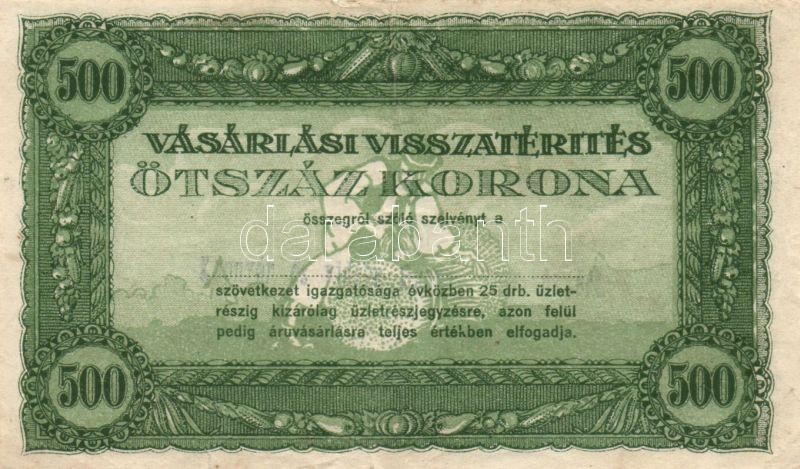 500 500
VÁSÁRLÁSI VISSZATÉRITÉS
ÖTSZÁZ KORONA
összegről szóló szelvényt a
darabanth
szövetkezet igazgatósága évközben 25 drb. üzlet-
részig kizárólag üzletrészjegyzésre, azon felül
pedig áruvásárlásra teljes értékben elfogadja.
500 500